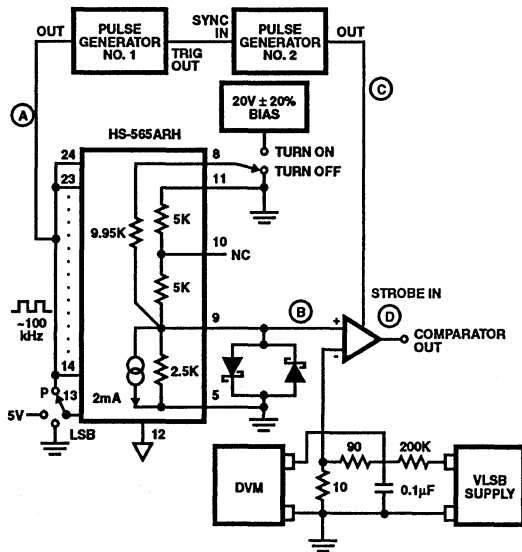 OUT
PULSE
GENERATOR
NO. 1
SYNC
IN
TRIG
OUT
PULSE
GENERATOR
NO. 2
OUT
A
C
20V ± 20%
BIAS
HS-565ARH
24
23
8
TURN ON
TURN OFF
11
5K
9.95K
10
NC
5K
STROBE IN
9
B
D
+
-
COMPARATOR
OUT
~100
kHz
14
2.5K
P
13
2mA
5
5V
LSB
12
90
200K
DVM
10
0.1µF
VLSB
SUPPLY